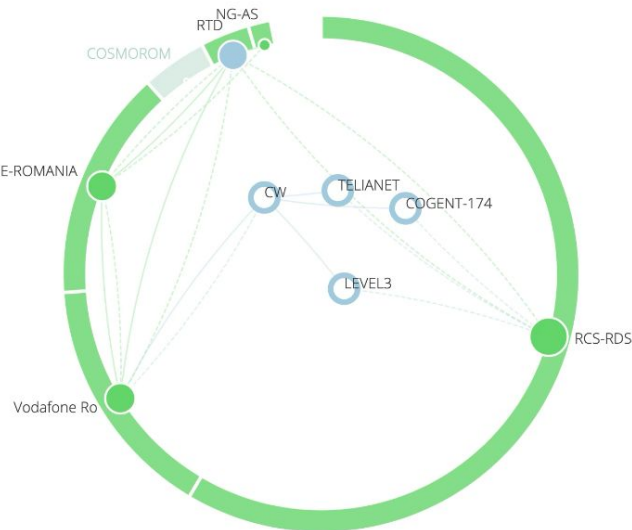 NG-AS
RTD
COSMOROM
E-ROMANIA
CW
TELIANET
COGENT-174
LEVEL3
RCS-RDS
Vodafone Ro